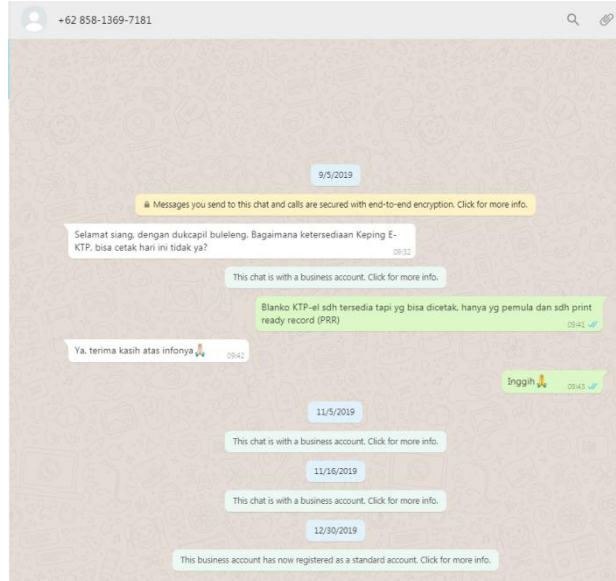 +62 858-1369-7181
9/5/2019
Messages you send to this chat and calls are secured with end-to-end encryption. Click for more info.
Selamat siang, dengan dukcapil buleleng. Bagaimana ketersediaan Keping E-
KTP, bisa cetak hari ini tidak ya?
09:32
This chat is with a business account. Click for more info.
Blanko KTP-el sdh tersedia tapi yg bisa dicetak, hanya yg pemula dan sdh print
ready record (PRR)
09:41
Ya, terima kasih atas infonya🙏
09:42
Inggih🙏
09:43
11/5/2019
This chat is with a business account. Click for more info.
11/16/2019
This chat is with a business account. Click for more info.
12/30/2019
This business account has now registered as a standard account. Click for more info.